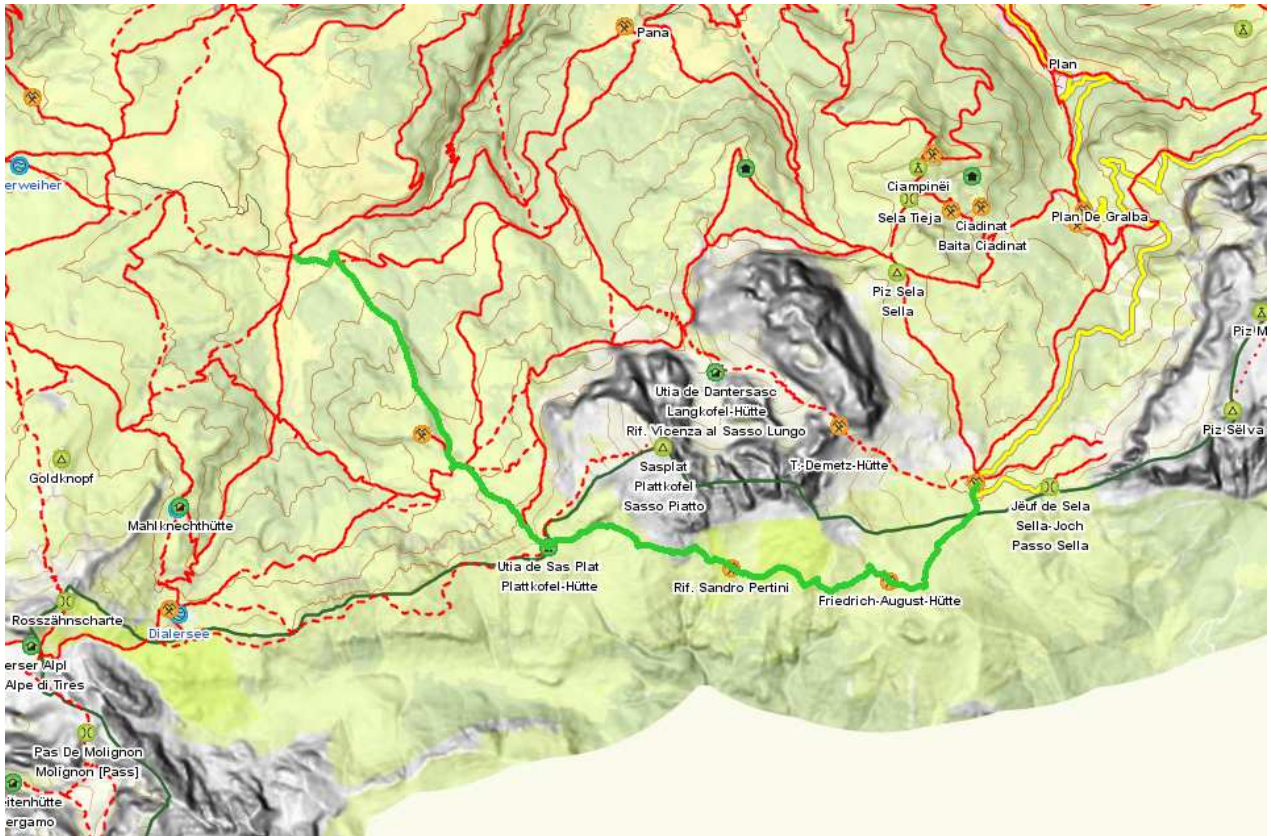 Pana
Plan
erweiher
Ciampinëi
Sela Tieja
Ciadinat
Baita Ciadinat
Plan De Gralba
Piz Sela
Sella
Piz M
Utia de Dantersasc
Langkofel-Hütte
Rif. Vicenza al Sasso Lungo
Piz Sëlva
Goldknopf
Sasplat
Plattkofel
Sasso Piatto
T.-Demetz-Hütte
Mahlknechthütte
Jëuf de Sela
Sella-Joch
Passo Sella
Utia de Sas Plat
Plattkofel-Hütte
Rif. Sandro Pertini
Friedrich-August-Hütte
Rosszähnscharte
Dialersee
erser Alpl
Alpe di Tires
Pas De Molignon
Molignon [Pass]
eitenhütte
ergamo